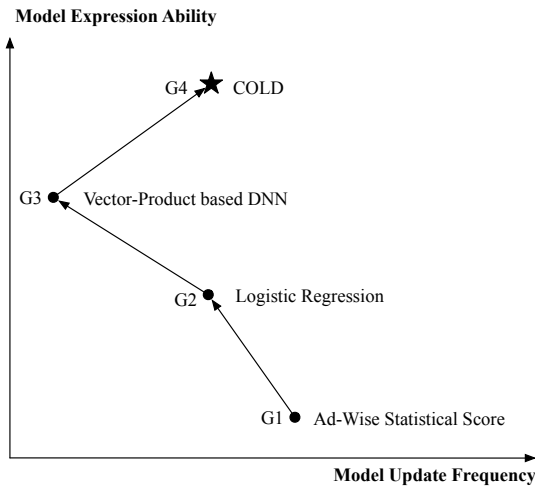 Model Expression Ability
G4 COLD
G3 Vector-Product based DNN
G2 Logistic Regression
G1 Ad-Wise Statistical Score
Model Update Frequency